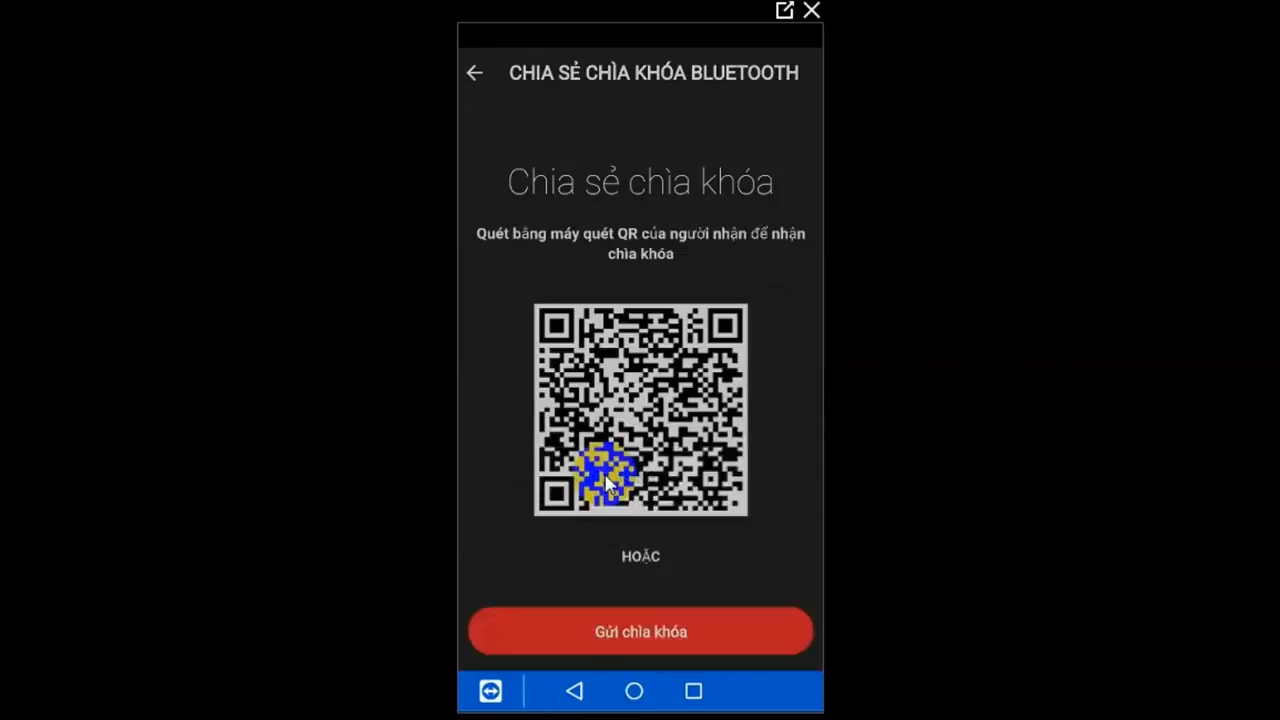 CHIA SẺ CHÌA KHÓA BLUETOOTH
Chia sẻ chìa khóa
Quét bằng máy quét QR của người nhận để nhận
chìa khóa
HOẶC
Gửi chìa khóa